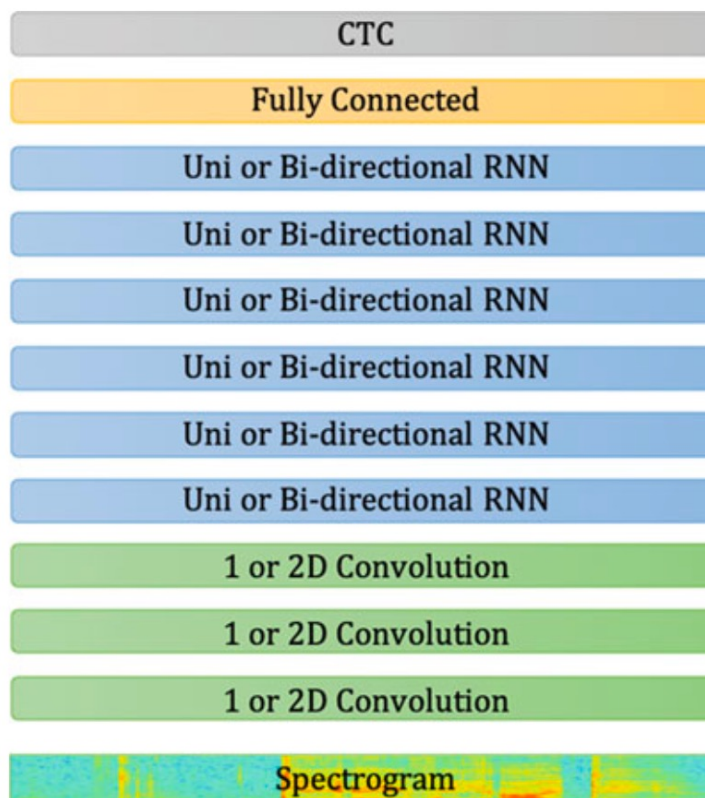 CTC
Fully Connected
Uni or Bi-directional RNN
Uni or Bi-directional RNN
Uni or Bi-directional RNN
Uni or Bi-directional RNN
Uni or Bi-directional RNN
Uni or Bi-directional RNN
1 or 2D Convolution
1 or 2D Convolution
1 or 2D Convolution
Spectrogram